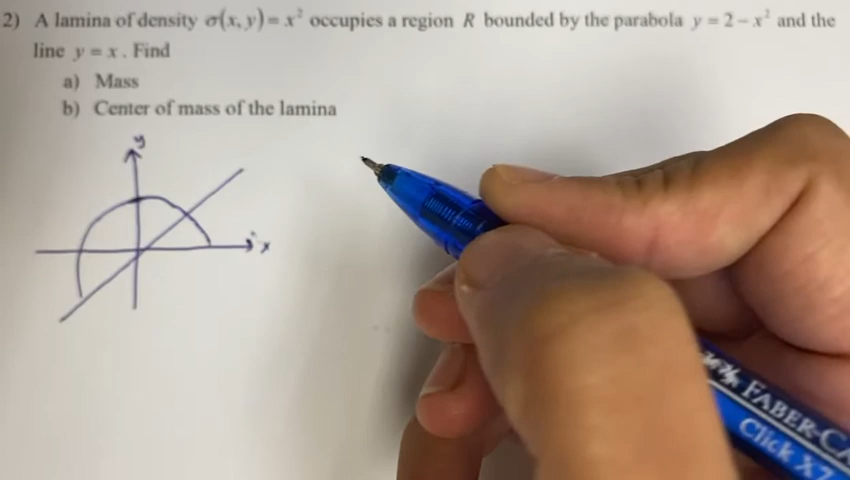 2) A lamina of density σ(x, y) = x² occupies a region R bounded by the parabola y = 2 − x² and the
line y = x. Find
a) Mass
b) Center of mass of the lamina
y
x
FABER-CA
Click X7